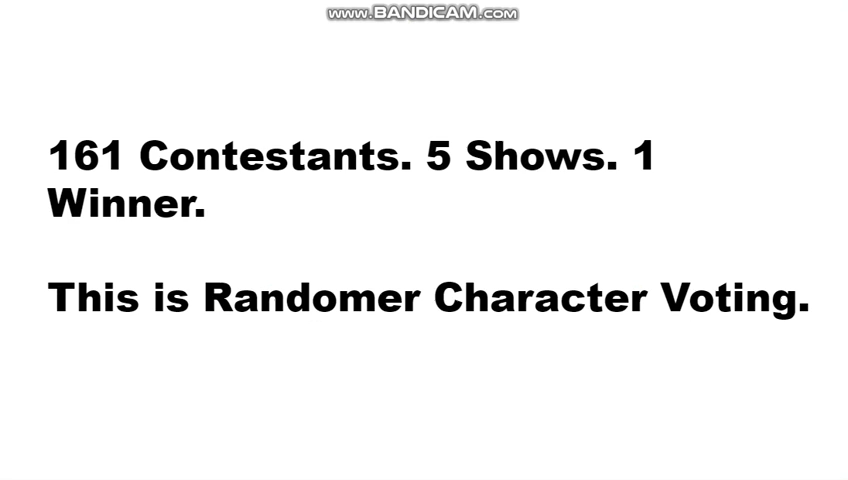 www.BANDICAM.com
161 Contestants. 5 Shows. 1
Winner.
This is Randomer Character Voting.